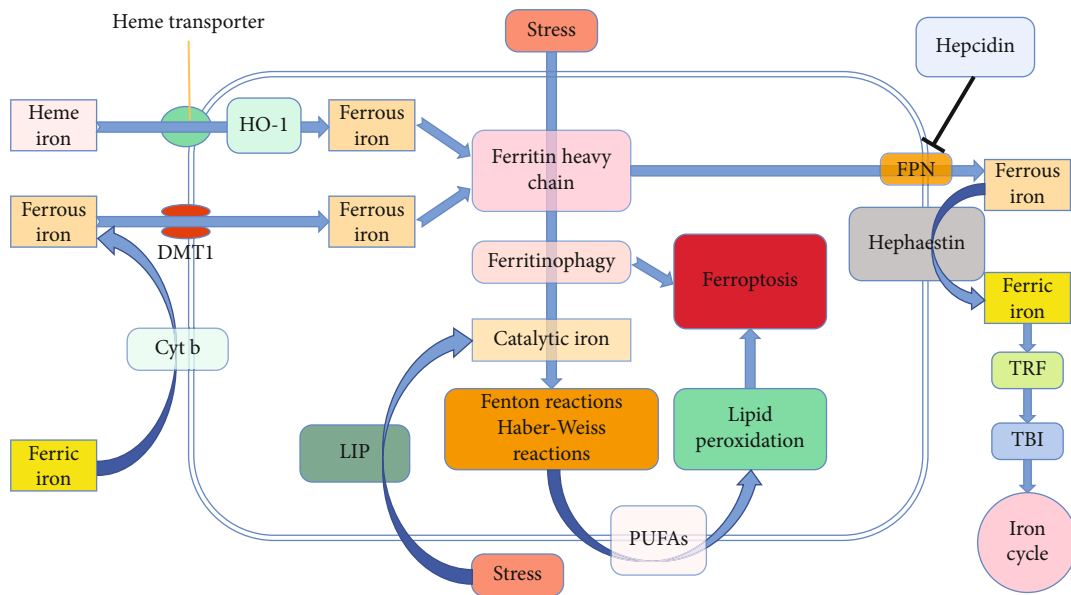 Heme transporter
Stress
Hepcidin
Heme
iron
HO-1
Ferrous
iron
Ferritin heavy
chain
FPN
Ferrous
iron
Ferrous
iron
DMT1
Ferrous
iron
Hephaestin
Ferritinophagy
Ferroptosis
Ferric
iron
Cyt b
Catalytic iron
TRF
Fenton reactions
Haber-Weiss
reactions
Lipid
peroxidation
LIP
TBI
Ferric
iron
PUFAs
Stress
Iron
cycle